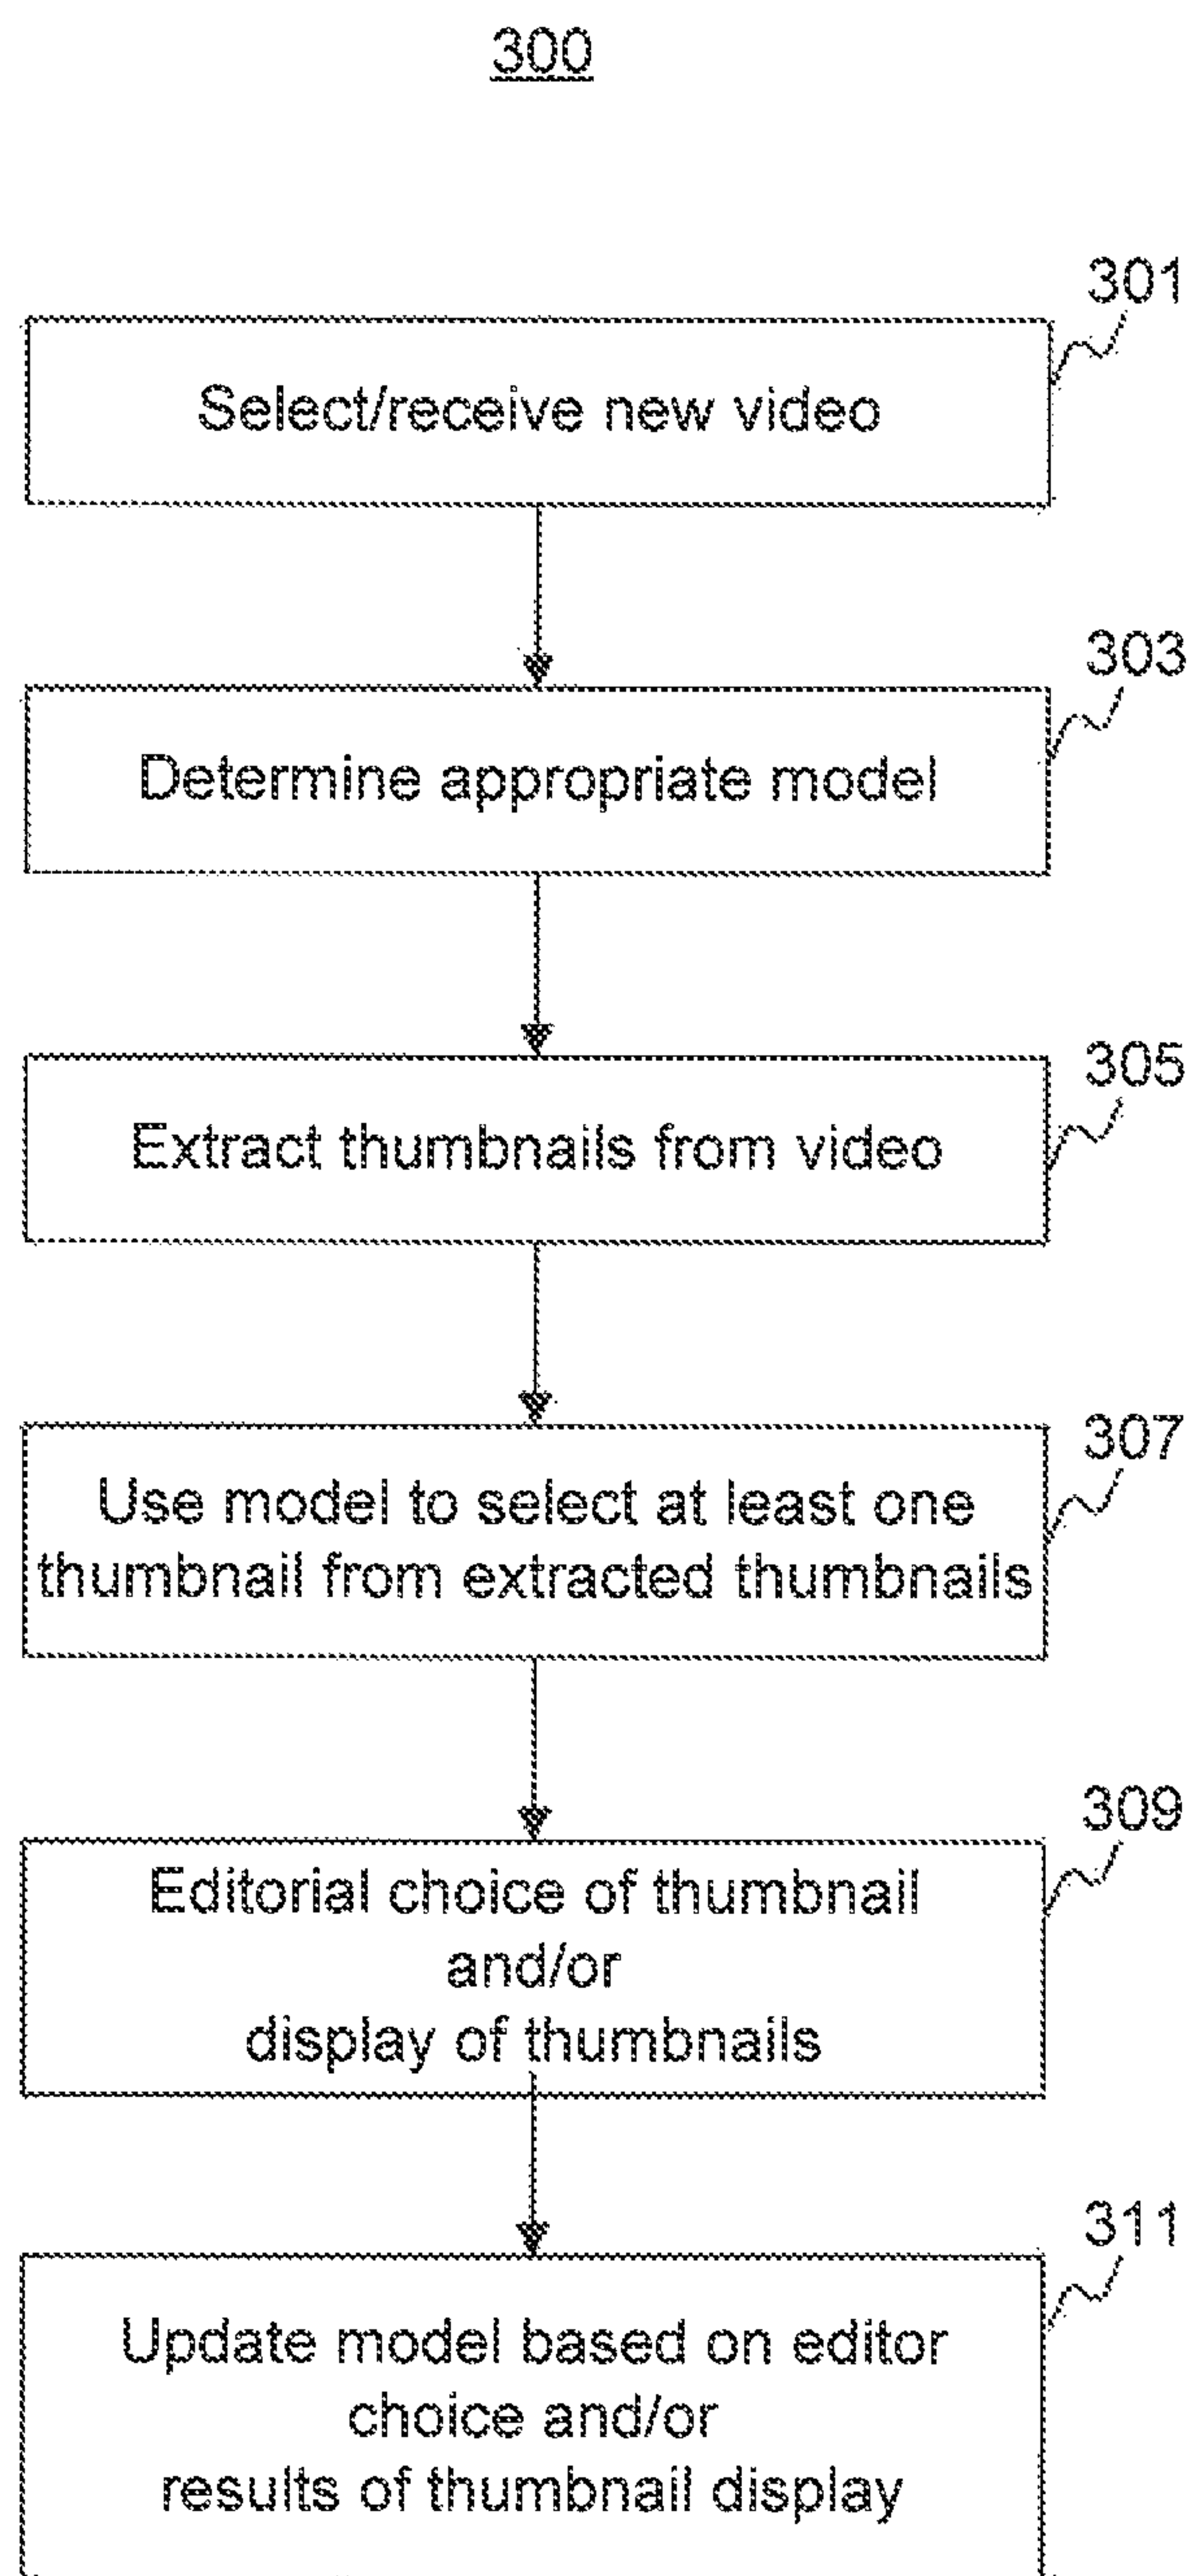 300
301
Select/receive new video
303
Determine appropriate model
305
Extract thumbnails from video
307
Use model to select at least one
thumbnail from extracted thumbnails
309
Editorial choice of thumbnail
and/or
display of thumbnails
311
Update model based on editor
choice and/or
results of thumbnail display